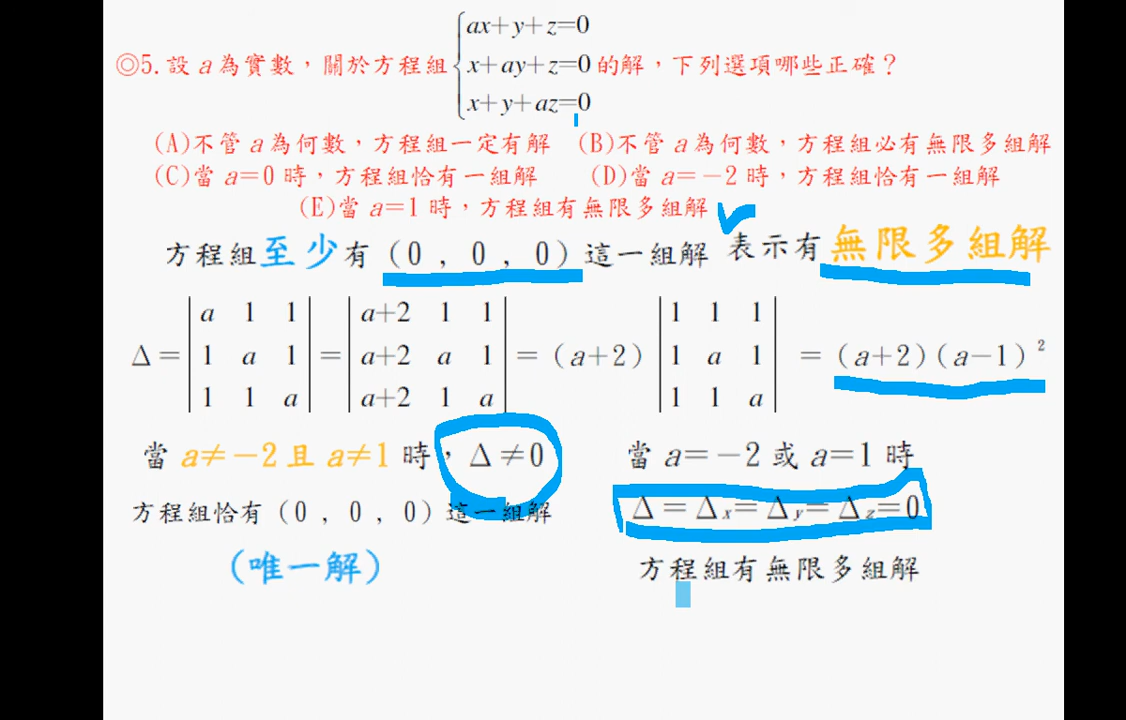 ax+y+z=0
◎5.設 a 為實數，關於方程組 x+ay+z=0 的解，下列選項哪些正確？
x+y+az=0
(A)不管 a 為何數，方程組一定有解 (B)不管 a 為何數，方程組必有無限多組解
(C)當 a=0 時，方程組恰有一組解 (D)當 a=－2 時，方程組恰有一組解
(E)當 a=1 時，方程組有無限多組解
方程組至少有（0，0，0）這一組解 表示有無限多組解
Δ= |a 1 1| = |a+2 1 1| =（a+2）|1 1 1| =（a+2）（a－1）²
|1 a 1| |a+2 a 1| |1 a 1|
|1 1 a| |a+2 1 a| |1 1 a|
當 a≠－2 且 a≠1 時，Δ≠0 當 a=－2 或 a=1 時
方程組恰有（0，0，0）這一組解 Δ=Δx=Δy=Δz=0
（唯一解） 方程組有無限多組解